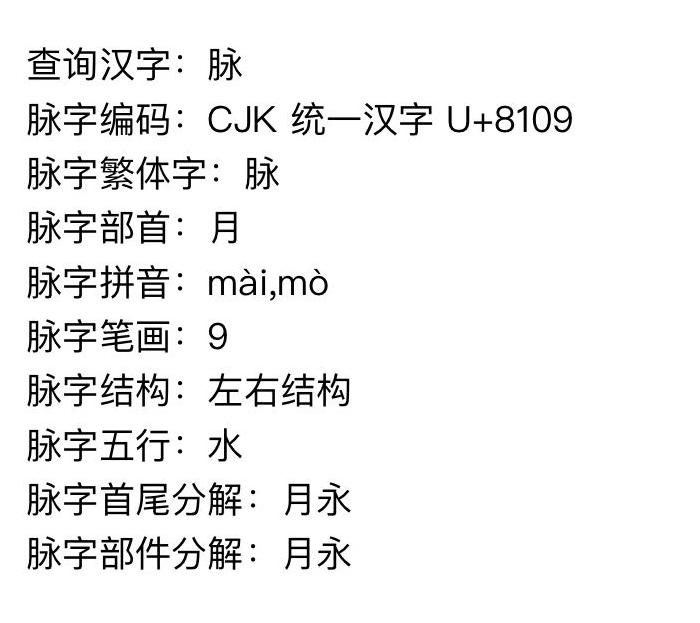 查询汉字：脉
脉字编码：CJK 统一汉字 U+8109
脉字繁体字：脉
脉字部首：月
脉字拼音：mài,mò
脉字笔画：9
脉字结构：左右结构
脉字五行：水
脉字首尾分解：月永
脉字部件分解：月永